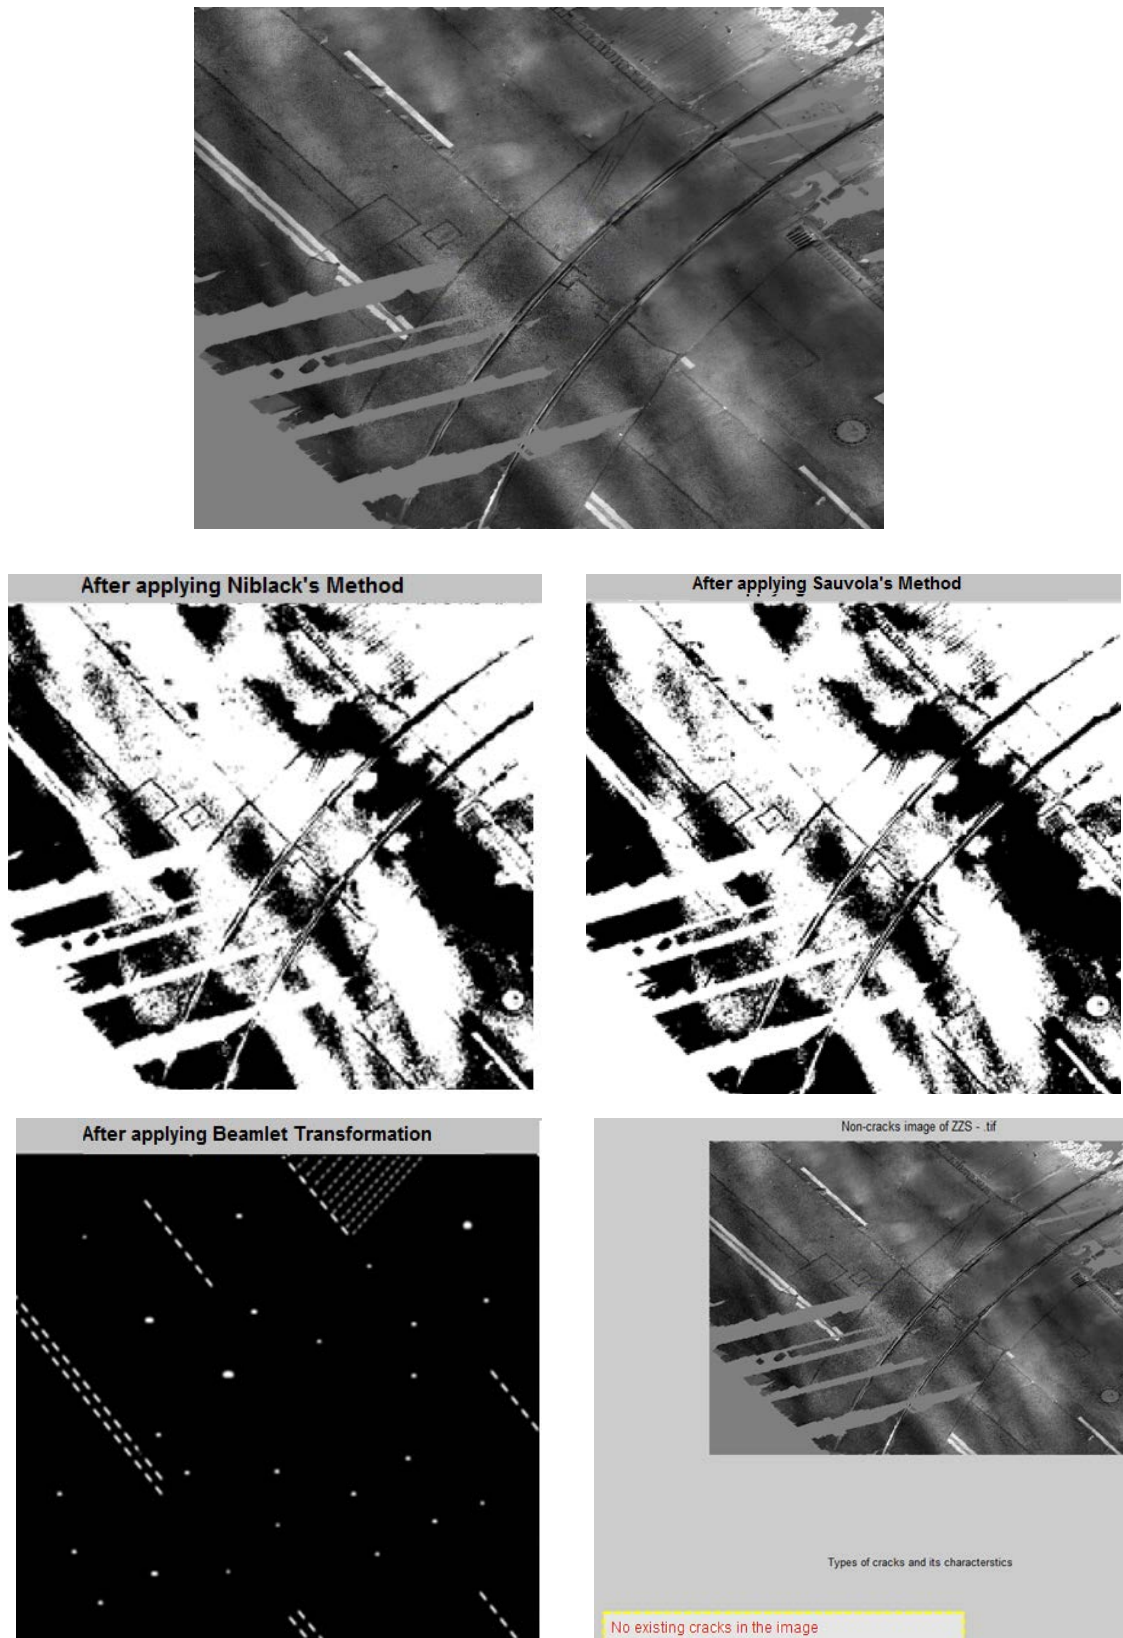 After applying Niblack's Method
After applying Sauvola's Method
After applying Beamlet Transformation
Non-cracks image of ZZS - .tif
Types of cracks and its characterstics
No existing cracks in the image